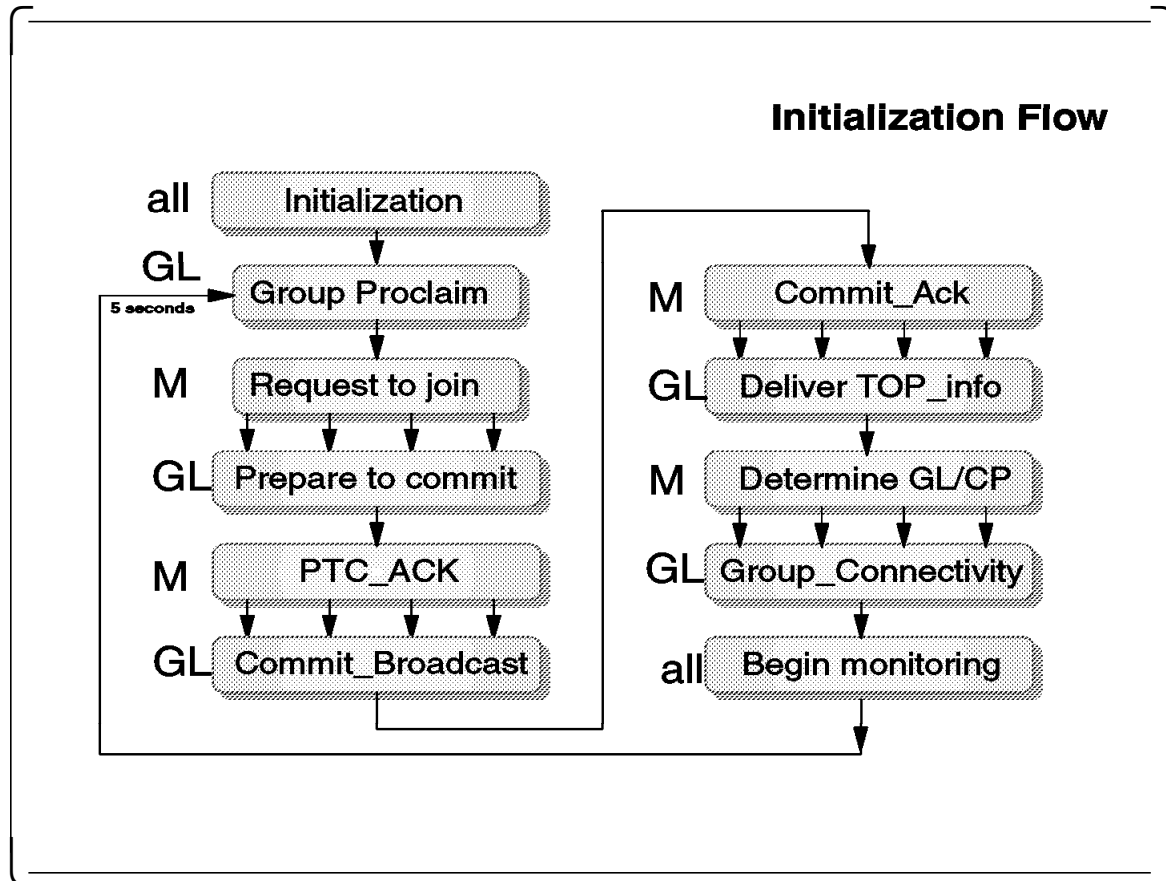 Initialization Flow
all
Initialization
GL
Group Proclaim
5 seconds
M
Request to join
GL
Prepare to commit
M
PTC_ACK
GL
Commit_Broadcast
M
Commit_Ack
GL
Deliver TOP_info
M
Determine GL/CP
GL
Group_Connectivity
all
Begin monitoring